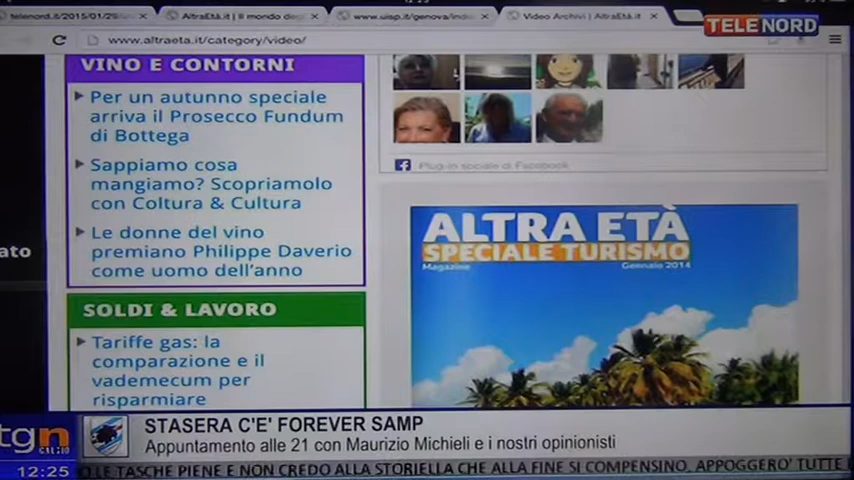 telenord.it/2015/01/29/
AltraEtà.it | Il mondo de
www.uisp.it/genova/inde
Video Archivi | AltraEtà.it
TELENORD
www.altraeta.it/category/video/
VINO E CONTORNI
Per un autunno speciale
arriva il Prosecco Fundum
di Bottega
Sappiamo cosa
mangiamo? Scopriamolo
con Coltura & Cultura
Le donne del vino
premiano Philippe Daverio
come uomo dell'anno
ato
SOLDI & LAVORO
Tariffe gas: la
comparazione e il
vademecum per
risparmiare
Plug-in sociale di Facebook
ALTRA ETÀ
SPECIALE TURISMO
Magazine Gennaio 2014
tgn
CALCIO
12:25
STASERA C'E' FOREVER SAMP
Appuntamento alle 21 con Maurizio Michieli e i nostri opinionisti
O LE TASCHE PIENE E NON CREDO ALLA STORIELLA CHE ALLA FINE SI COMPENSINO, APPOGGERO' TUTTE